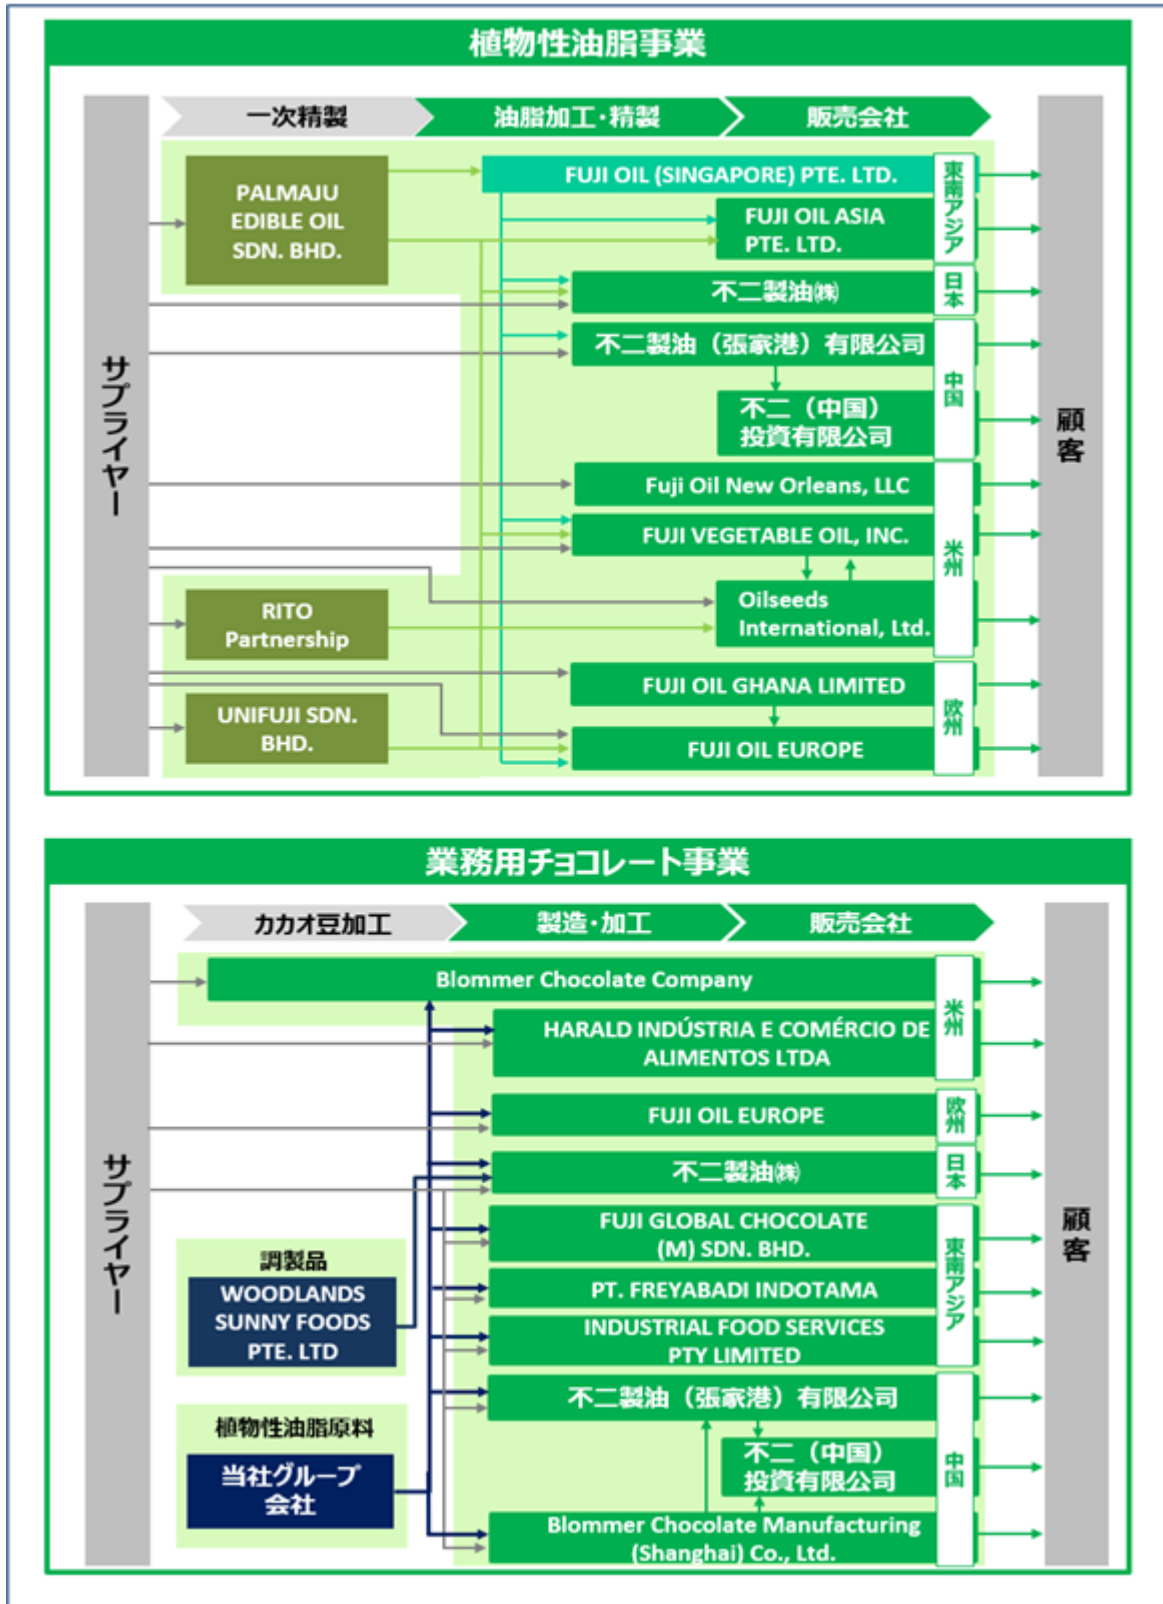 植物性油脂事業
一次精製
油脂加工・精製
販売会社
サプライヤー
PALMAJU
EDIBLE OIL
SDN. BHD.
FUJI OIL (SINGAPORE) PTE. LTD.
FUJI OIL ASIA
PTE. LTD.
東南アジア
不二製油㈱
日本
不二製油（張家港）有限公司
不二（中国）
投資有限公司
中国
Fuji Oil New Orleans, LLC
FUJI VEGETABLE OIL, INC.
RITO
Partnership
Oilseeds
International, Ltd.
米州
UNIFUJI SDN.
BHD.
FUJI OIL GHANA LIMITED
FUJI OIL EUROPE
欧州
顧客
業務用チョコレート事業
カカオ豆加工
製造・加工
販売会社
サプライヤー
Blommer Chocolate Company
HARALD INDÚSTRIA E COMÉRCIO DE
ALIMENTOS LTDA
米州
FUJI OIL EUROPE
欧州
不二製油㈱
日本
調製品
WOODLANDS
SUNNY FOODS
PTE. LTD
FUJI GLOBAL CHOCOLATE
(M) SDN. BHD.
PT. FREYABADI INDOTAMA
INDUSTRIAL FOOD SERVICES
PTY LIMITED
東南アジア
植物性油脂原料
当社グループ
会社
不二製油（張家港）有限公司
不二（中国）
投資有限公司
Blommer Chocolate Manufacturing
(Shanghai) Co., Ltd.
中国
顧客